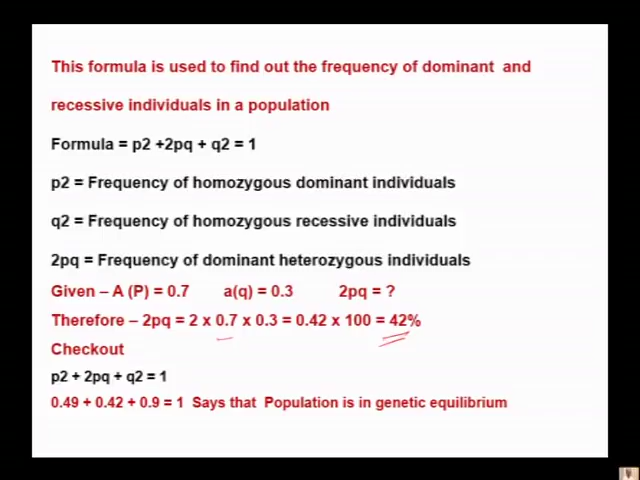 This formula is used to find out the frequency of dominant and
recessive individuals in a population
Formula = p2 +2pq + q2 = 1
p2 = Frequency of homozygous dominant individuals
q2 = Frequency of homozygous recessive individuals
2pq = Frequency of dominant heterozygous individuals
Given – A (P) = 0.7 a(q) = 0.3 2pq = ?
Therefore – 2pq = 2 x 0.7 x 0.3 = 0.42 x 100 = 42%
Checkout
p2 + 2pq + q2 = 1
0.49 + 0.42 + 0.9 = 1 Says that Population is in genetic equilibrium